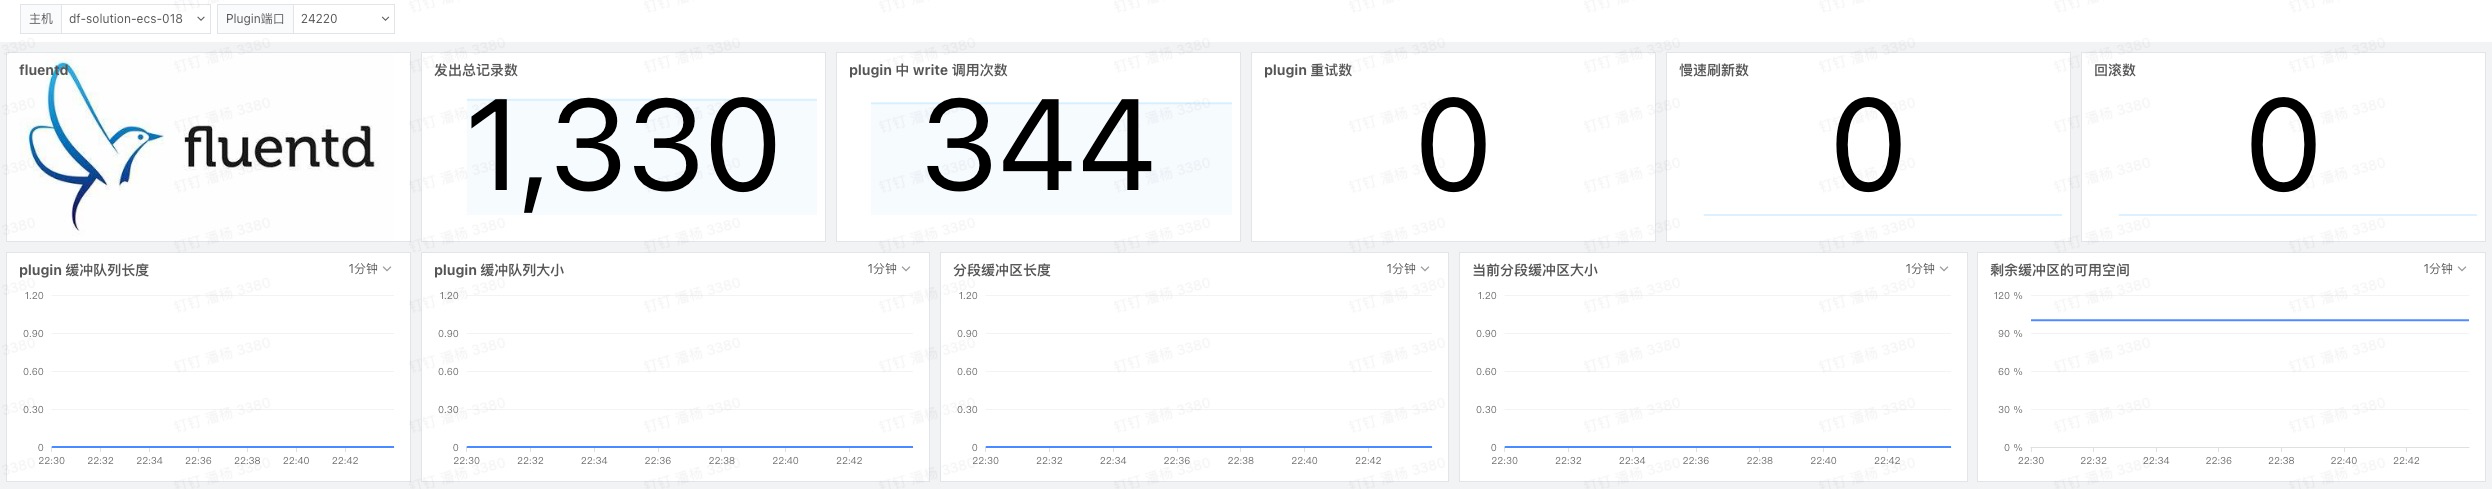 主机 df-solution-ecs-018 Plugin端口 24220
fluentd
fluentd
发出总记录数
1,330
plugin 中 write 调用次数
344
plugin 重试数
0
慢速刷新数
0
回滚数
0
plugin 缓冲队列长度 1分钟
1.20
0.90
0.60
0.30
0
22:30 22:32 22:34 22:36 22:38 22:40 22:42
plugin 缓冲队列大小 1分钟
1.20
0.90
0.60
0.30
0
22:30 22:32 22:34 22:36 22:38 22:40 22:42
分段缓冲区长度 1分钟
1.20
0.90
0.60
0.30
0
22:30 22:32 22:34 22:36 22:38 22:40 22:42
当前分段缓冲区大小 1分钟
1.20
0.90
0.60
0.30
0
22:30 22:32 22:34 22:36 22:38 22:40 22:42
剩余缓冲区的可用空间 1分钟
120 %
90 %
60 %
30 %
0 %
22:30 22:32 22:34 22:36 22:38 22:40 22:42
钉钉 潘杨 3380